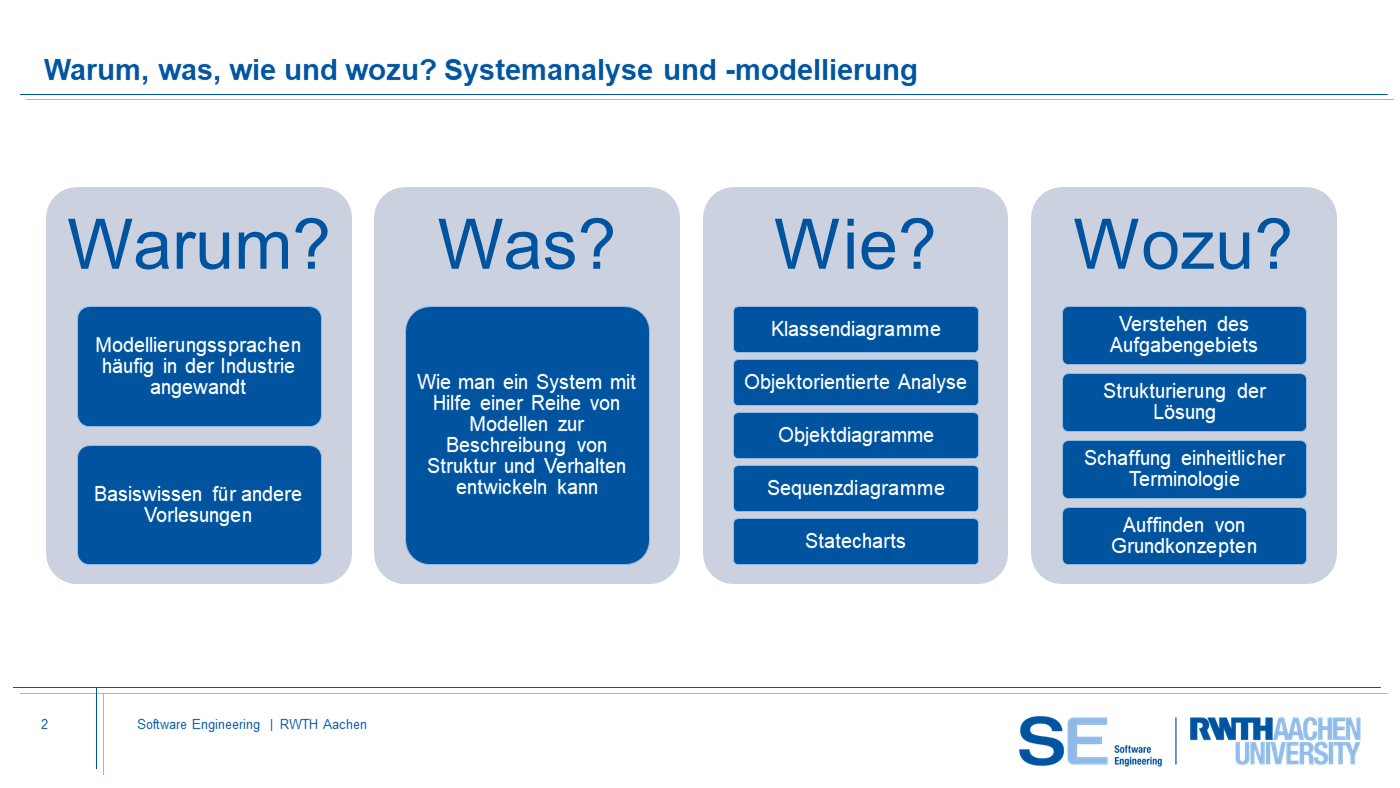 Warum, was, wie und wozu? Systemanalyse und -modellierung
Warum?
Modellierungssprachen
häufig in der Industrie
angewandt
Basiswissen für andere
Vorlesungen
Was?
Wie man ein System mit
Hilfe einer Reihe von
Modellen zur
Beschreibung von
Struktur und Verhalten
entwickeln kann
Wie?
Klassendiagramme
Objektorientierte Analyse
Objektdiagramme
Sequenzdiagramme
Statecharts
Wozu?
Verstehen des
Aufgabengebiets
Strukturierung der
Lösung
Schaffung einheitlicher
Terminologie
Auffinden von
Grundkonzepten
2
Software Engineering | RWTH Aachen
SE
Software
Engineering
RWTHAACHEN
UNIVERSITY